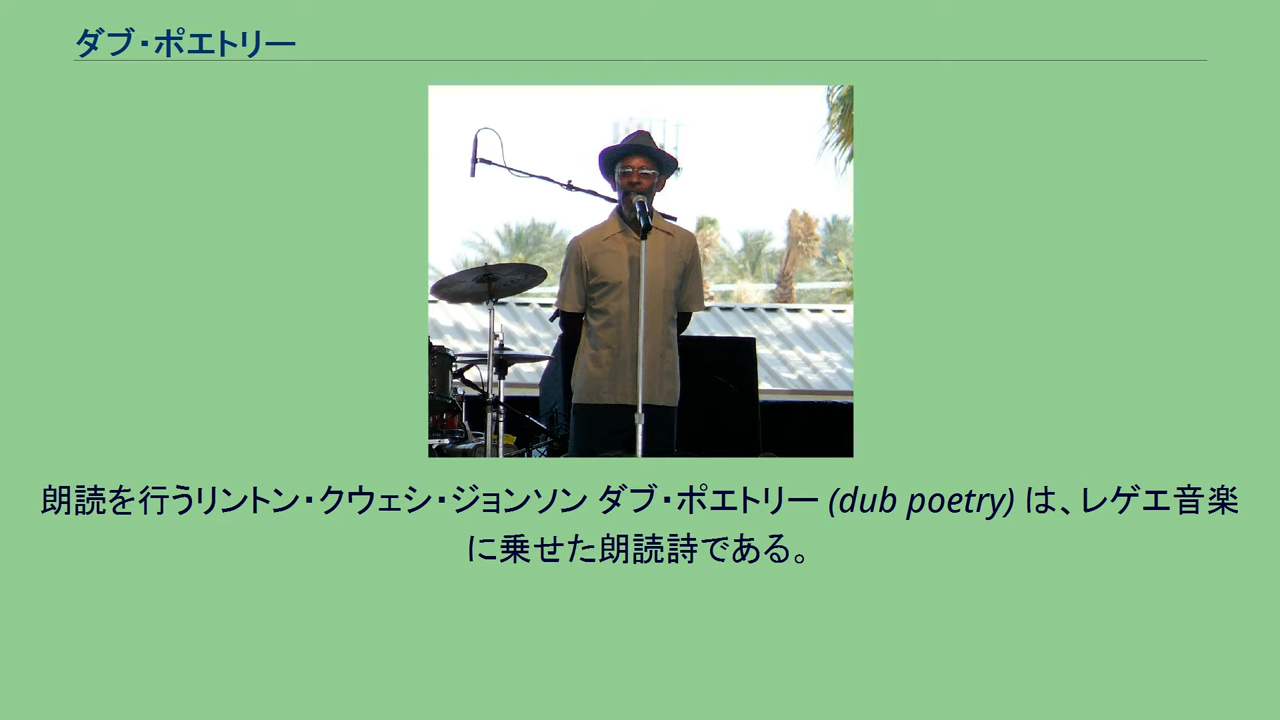 ダブ・ポエトリー
朗読を行うリントン・クウェシ・ジョンソン ダブ・ポエトリー (dub poetry) は、レゲエ音楽
に乗せた朗読詩である。